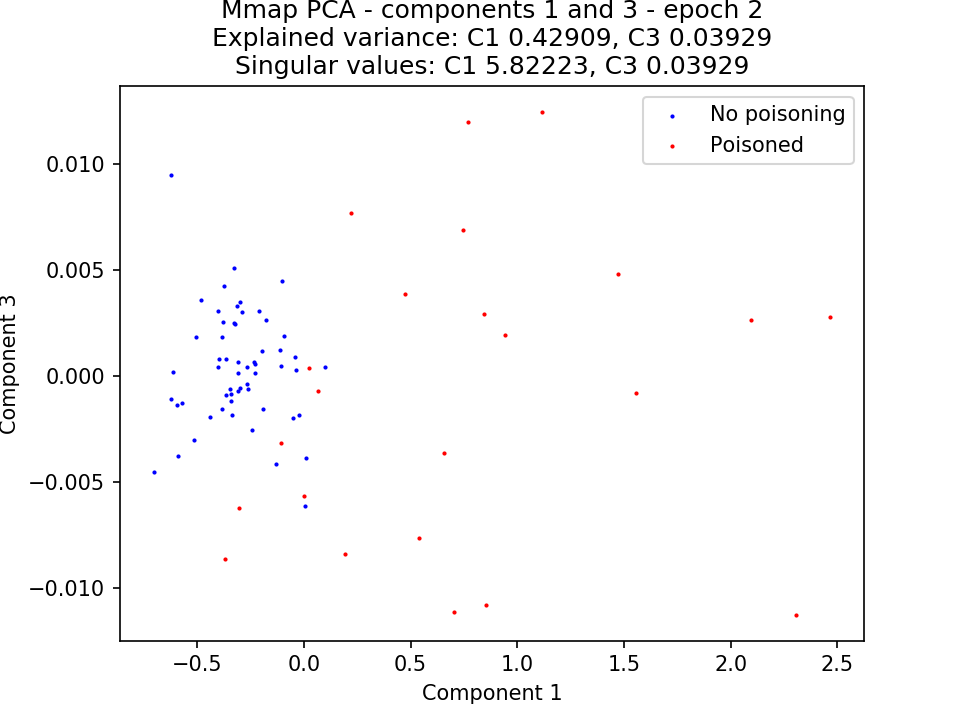 Mmap PCA - components 1 and 3 - epoch 2
Explained variance: C1 0.42909, C3 0.03929
Singular values: C1 5.82223, C3 0.03929
No poisoning
Poisoned
0.010
0.005
0.000
−0.005
−0.010
Component 3
−0.5
0.0
0.5
1.0
1.5
2.0
2.5
Component 1